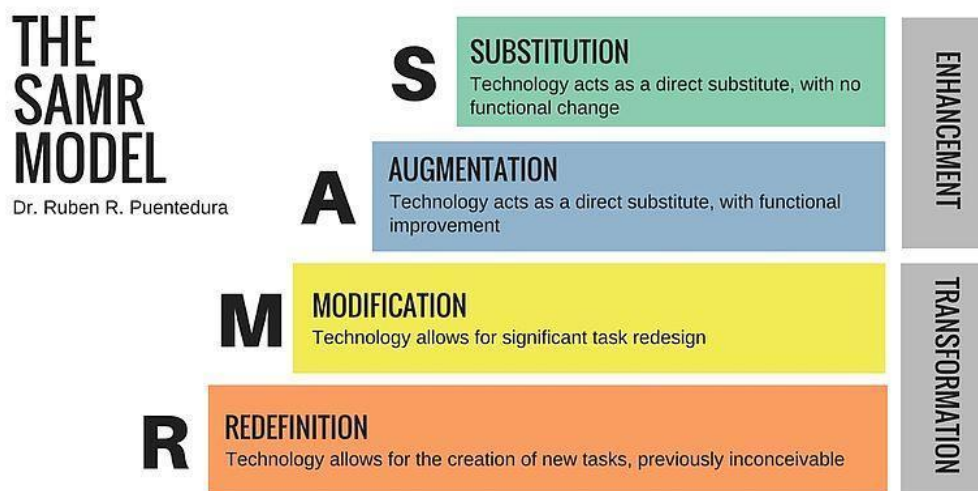 THE
SAMR
MODEL
Dr. Ruben R. Puentedura
S
SUBSTITUTION
Technology acts as a direct substitute, with no
functional change
A
AUGMENTATION
Technology acts as a direct substitute, with functional
improvement
ENHANCEMENT
M
MODIFICATION
Technology allows for significant task redesign
R
REDEFINITION
Technology allows for the creation of new tasks, previously inconceivable
TRANSFORMATION